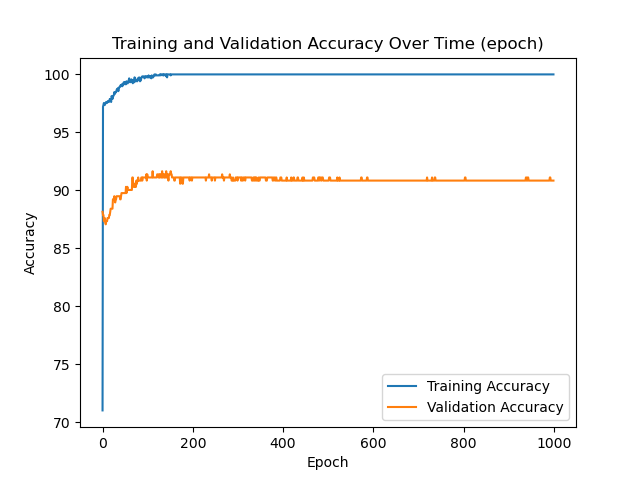 Training and Validation Accuracy Over Time (epoch)
100
95
90
85
80
75
70
Accuracy
Training Accuracy
Validation Accuracy
0 200 400 600 800 1000
Epoch